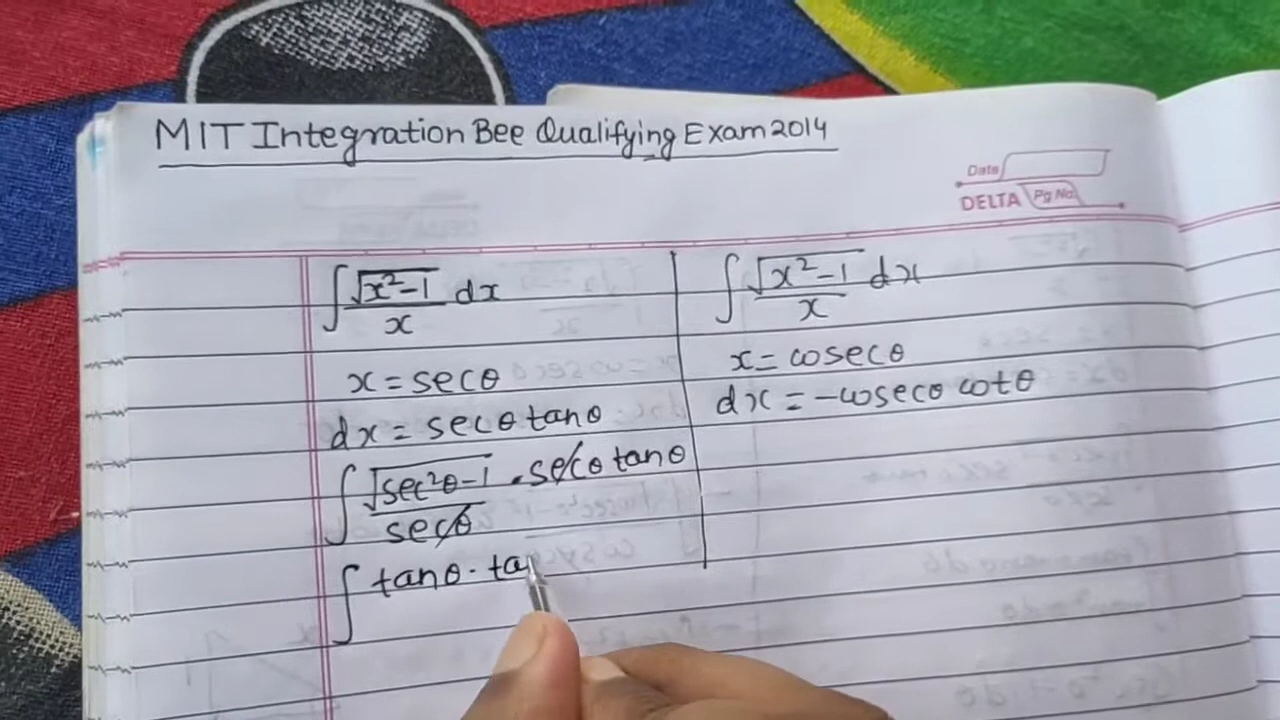 MIT Integration Bee Qualifying Exam 2014
Date
DELTA Pg No.
∫ √(x²-1)/x dx
x = secθ
dx = secθ tanθ
∫ √(sec²θ-1)/secθ · secθ tanθ
∫ tanθ · ta
∫ √(x²-1)/x dx
x = cosecθ
dx = -cosecθ cotθ